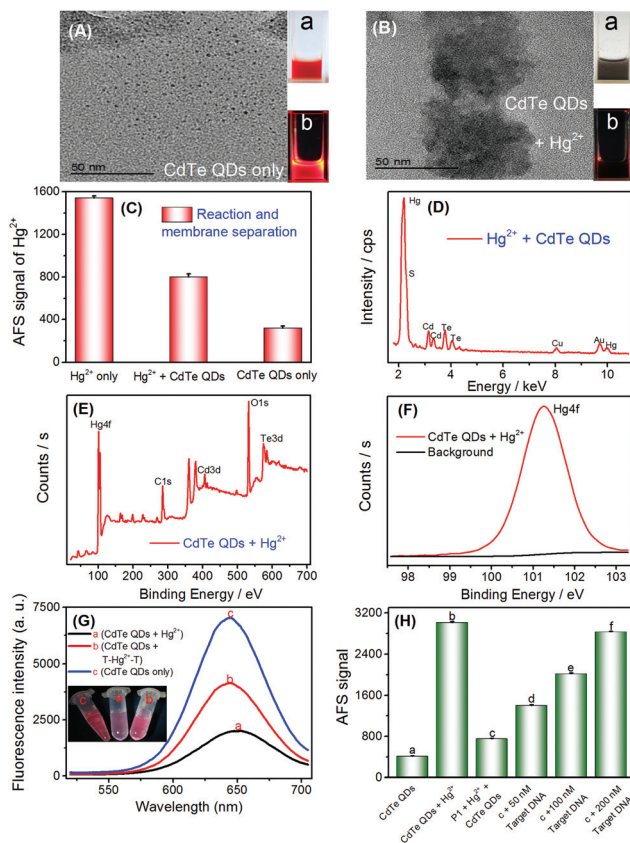 (A)
a
b
50 nm
CdTe QDs only
(B)
a
b
CdTe QDs
+ Hg²⁺
50 nm
(C)
Reaction and
membrane separation
AFS signal of Hg²⁺
1600
1200
800
400
0
Hg²⁺ only
Hg²⁺ + CdTe QDs
CdTe QDs only
(D)
Hg²⁺ + CdTe QDs
Intensity / cps
Hg
S
Cd
Cd
Te
Te
Cu
Au
Hg
2 4 6 8 10
Energy / keV
(E)
Counts / s
Hg4f
C1s
Cd3d
O1s
Te3d
CdTe QDs + Hg²⁺
100 200 300 400 500 600 700
Binding Energy / eV
(F)
Counts / s
Hg4f
CdTe QDs + Hg²⁺
Background
98 99 100 101 102 103
Binding Energy / eV
(G)
Fluorescence intensity (a. u.)
7500
5000
2500
0
a (CdTe QDs + Hg²⁺)
b (CdTe QDs +
T-Hg²⁺-T)
c (CdTe QDs only)
c
b
a
c a b
550 600 650 700
Wavelength (nm)
(H)
AFS signal
3200
2400
1600
800
0
a
b
c
d
e
f
CdTe QDs
CdTe QDs + Hg²⁺
P1 + Hg²⁺ +
CdTe QDs
c + 50 nM
Target DNA
c +100 nM
Target DNA
c + 200 nM
Target DNA